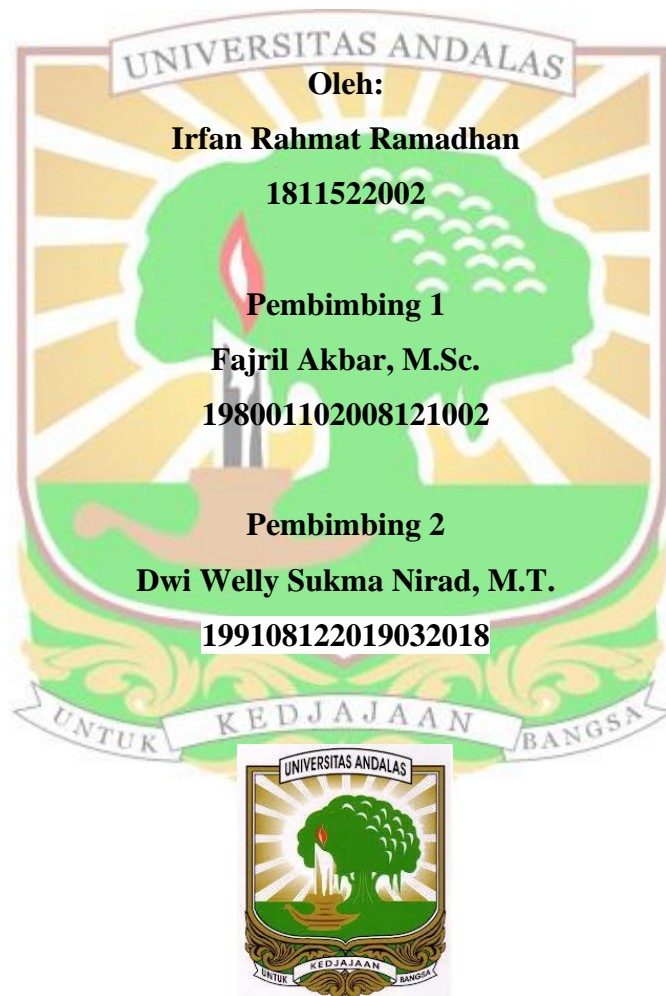 UNIVERSITAS ANDALAS
Oleh:
Irfan Rahmat Ramadhan
1811522002
Pembimbing 1
Fajril Akbar, M.Sc.
198001102008121002
Pembimbing 2
Dwi Welly Sukma Nirad, M.T.
199108122019032018
UNTUK KEDJAJAAN BANGSA
UNIVERSITAS ANDALAS
UNTUK KEDJAJAAN BANGSA